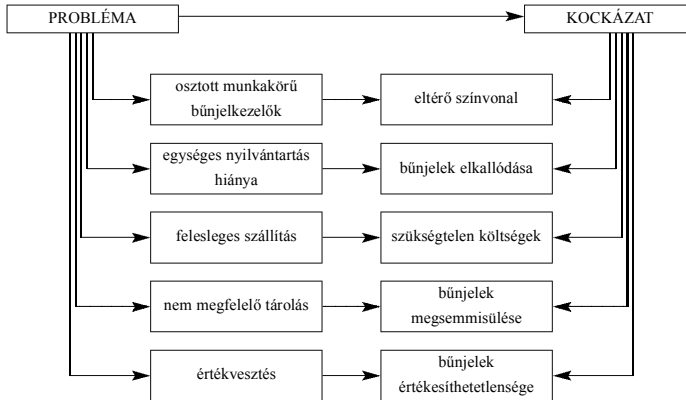 PROBLÉMA
KOCKÁZAT
osztott munkakörű
bűnjelkezelők
eltérő színvonal
egységes nyilvántartás
hiánya
bűnjelek elkallódása
felesleges szállítás
szükségtelen költségek
nem megfelelő tárolás
bűnjelek
megsemmisülése
értékvesztés
bűnjelek
értékesíthetetlensége